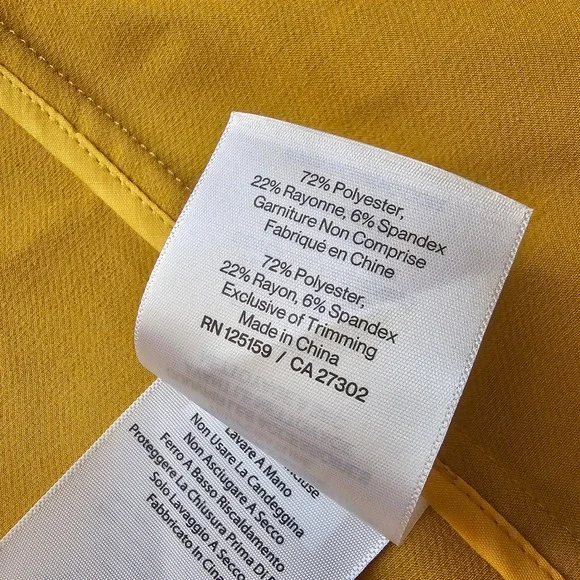 72% Polyester,
22% Rayonne, 6% Spandex
Garniture Non Comprise
Fabriqué en Chine
72% Polyester,
22% Rayon, 6% Spandex
Exclusive of Trimming
Made in China
RN 125159 / CA 27302
Lavare A Mano
Non Usare La Candeggina
Non Asciugare A Secco
Ferro A Basso Riscaldamento
Proteggere La Chiusura Prima Di
Solo Lavaggio A Secco
Fabbricato in Cina